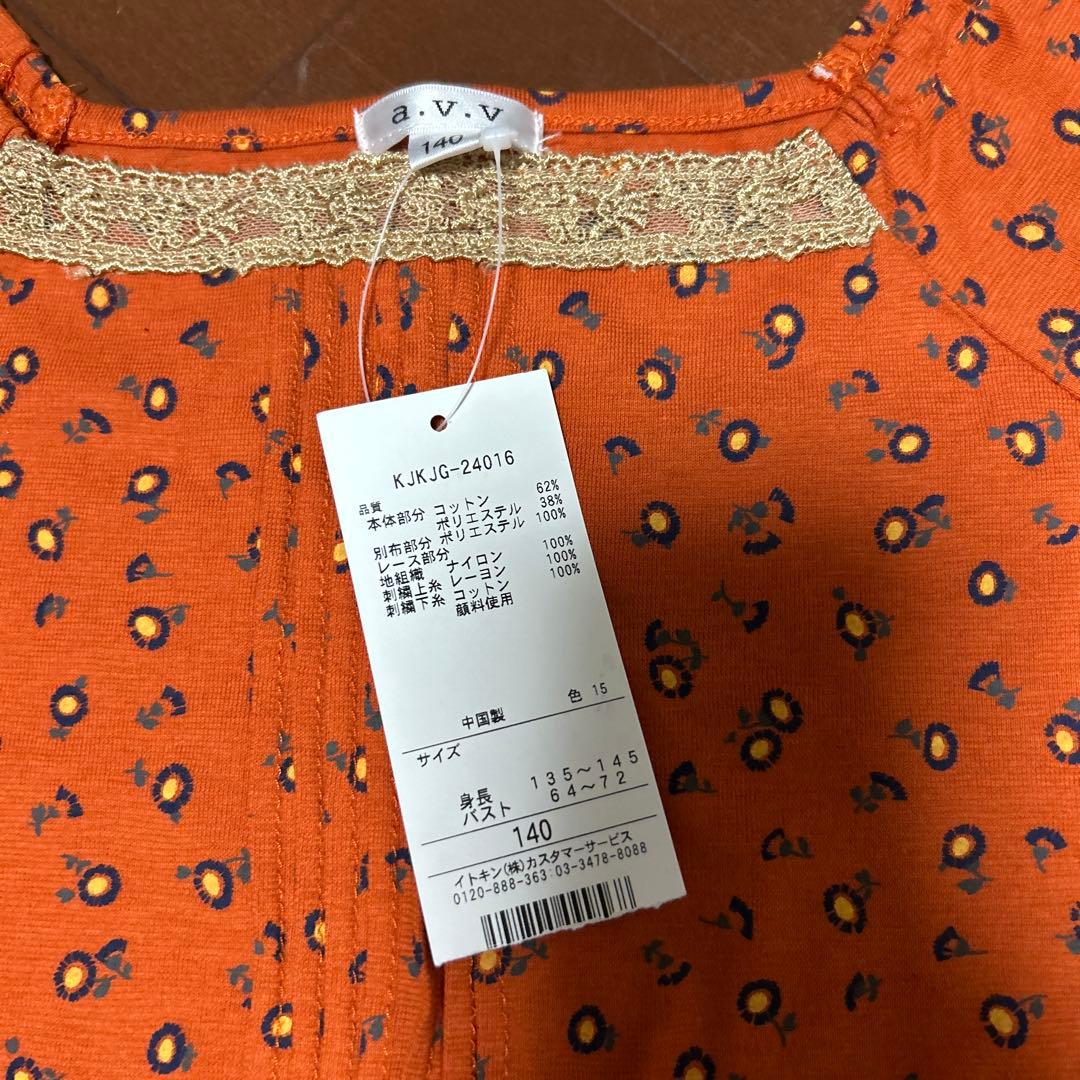 a.v.v
140
KJKJG-24016
品質
本体部分 コットン 62%
ポリエステル 38%
別布部分 ポリエステル 100%
レース部分
地組織 ナイロン 100%
刺繍上糸 レーヨン 100%
刺繍下糸 コットン 100%
顔料使用
色 15
中国製
サイズ
身長 135〜145
バスト 64〜72
140
イトキン(株)カスタマーサービス
0120-888-363:03-3478-8088